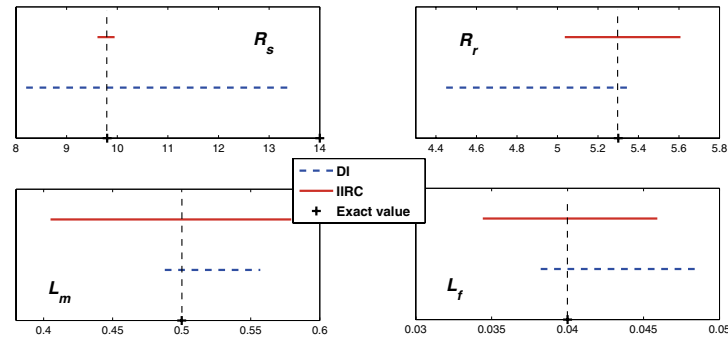 R_s
8 9 10 11 12 13 14
R_r
4.4 4.6 4.8 5 5.2 5.4 5.6 5.8
DI
IIRC
Exact value
L_m
0.4 0.45 0.5 0.55 0.6
L_f
0.03 0.035 0.04 0.045 0.05